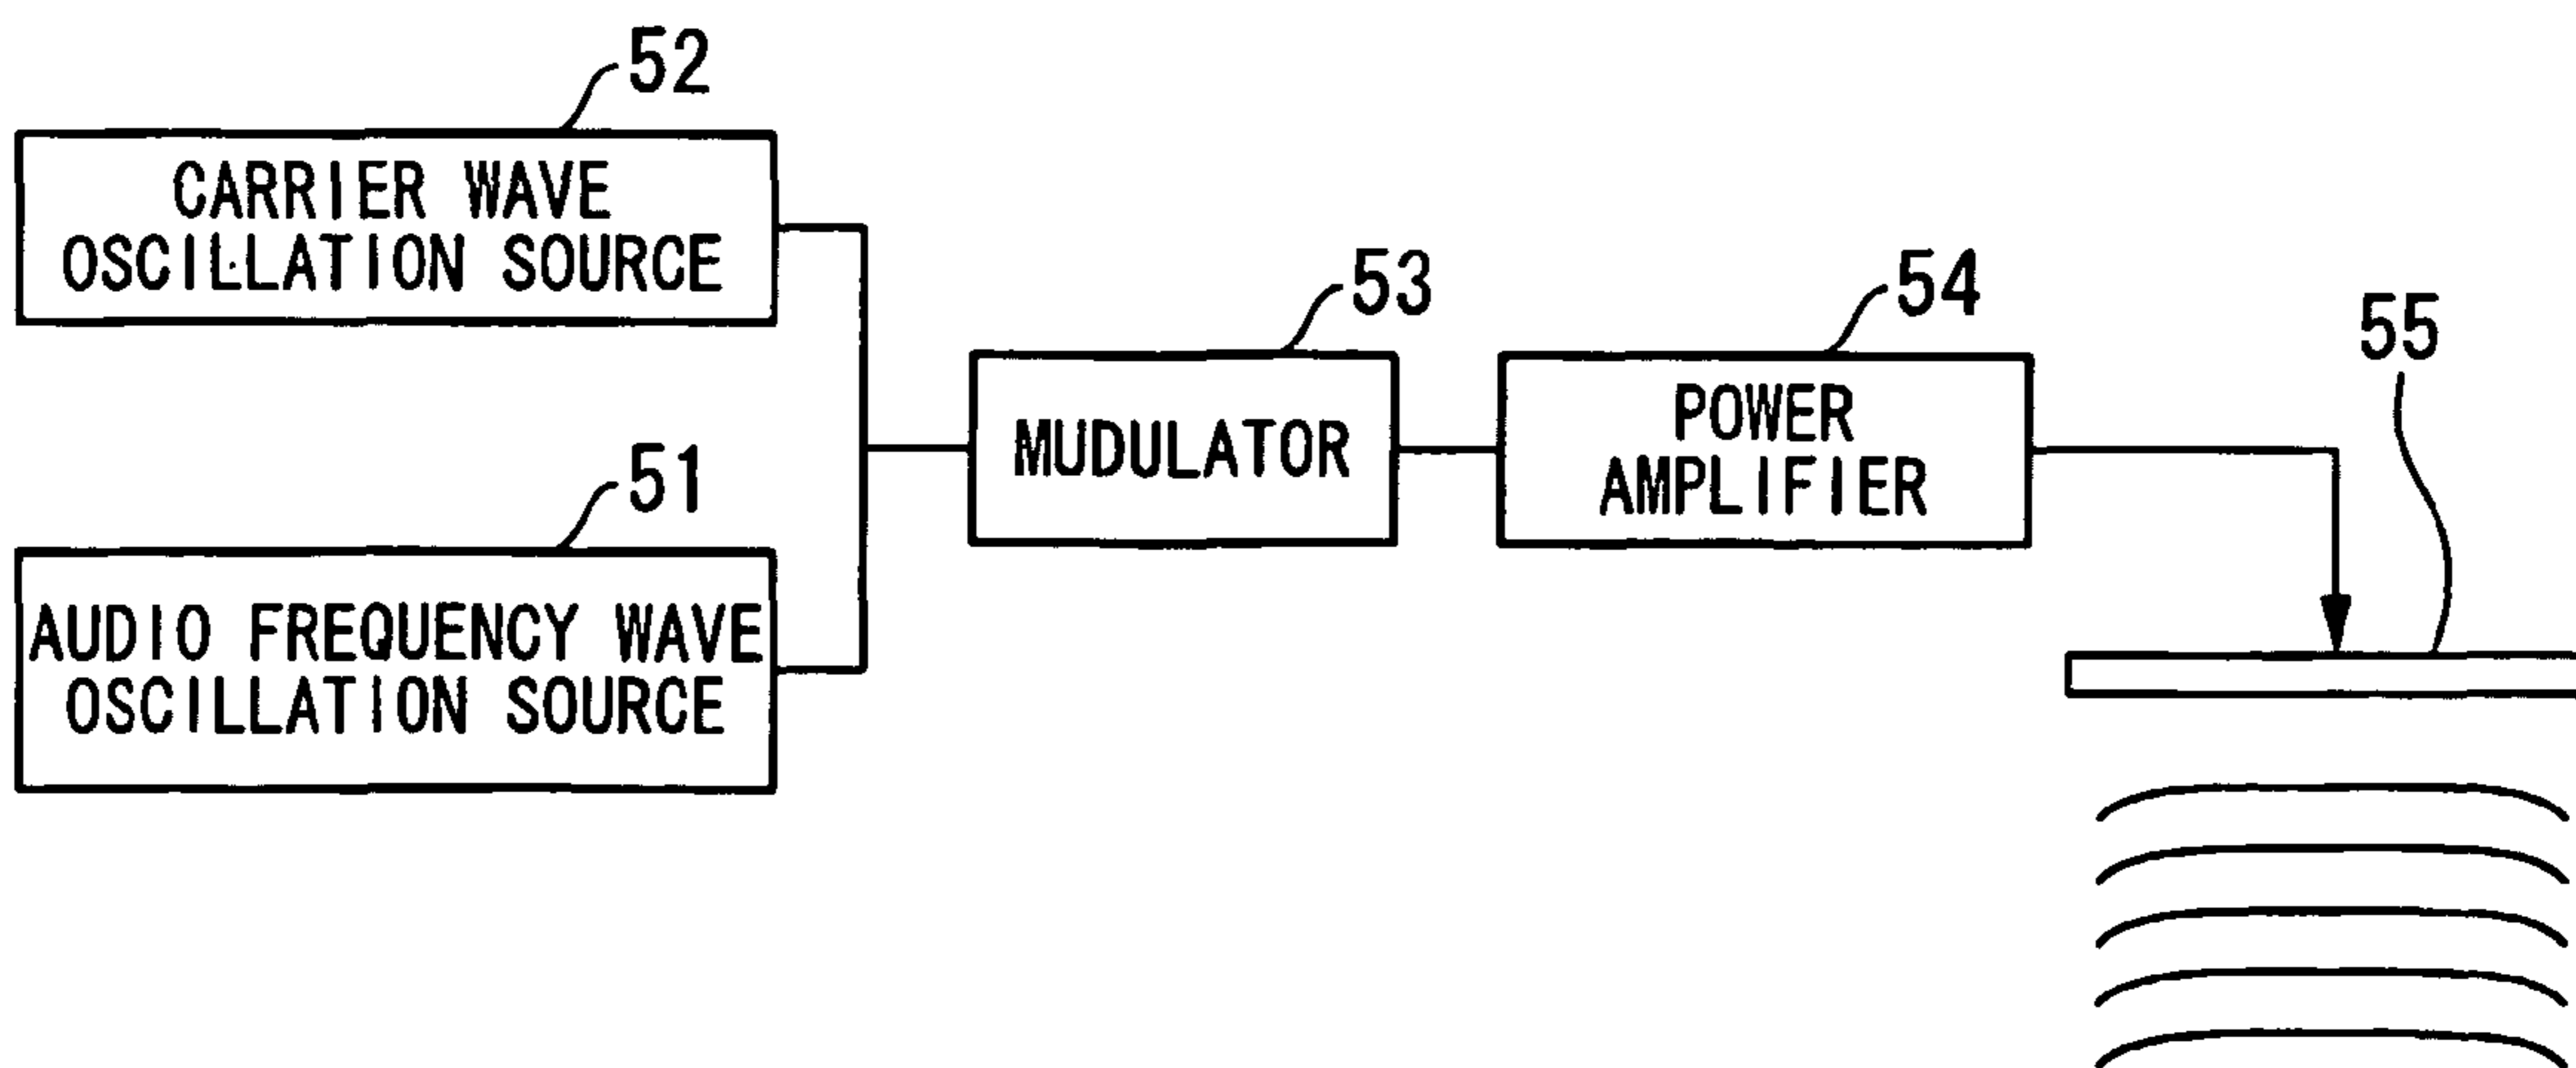 52
CARRIER WAVE
OSCILLATION SOURCE
53
54
55
MUDULATOR
POWER
AMPLIFIER
51
AUDIO FREQUENCY WAVE
OSCILLATION SOURCE